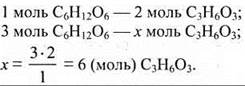 1 моль C₆H₁₂O₆ — 2 моль C₃H₆O₃;
3 моль C₆H₁₂O₆ — x моль C₃H₆O₃;
x = 3·2/1 = 6 (моль) C₃H₆O₃.